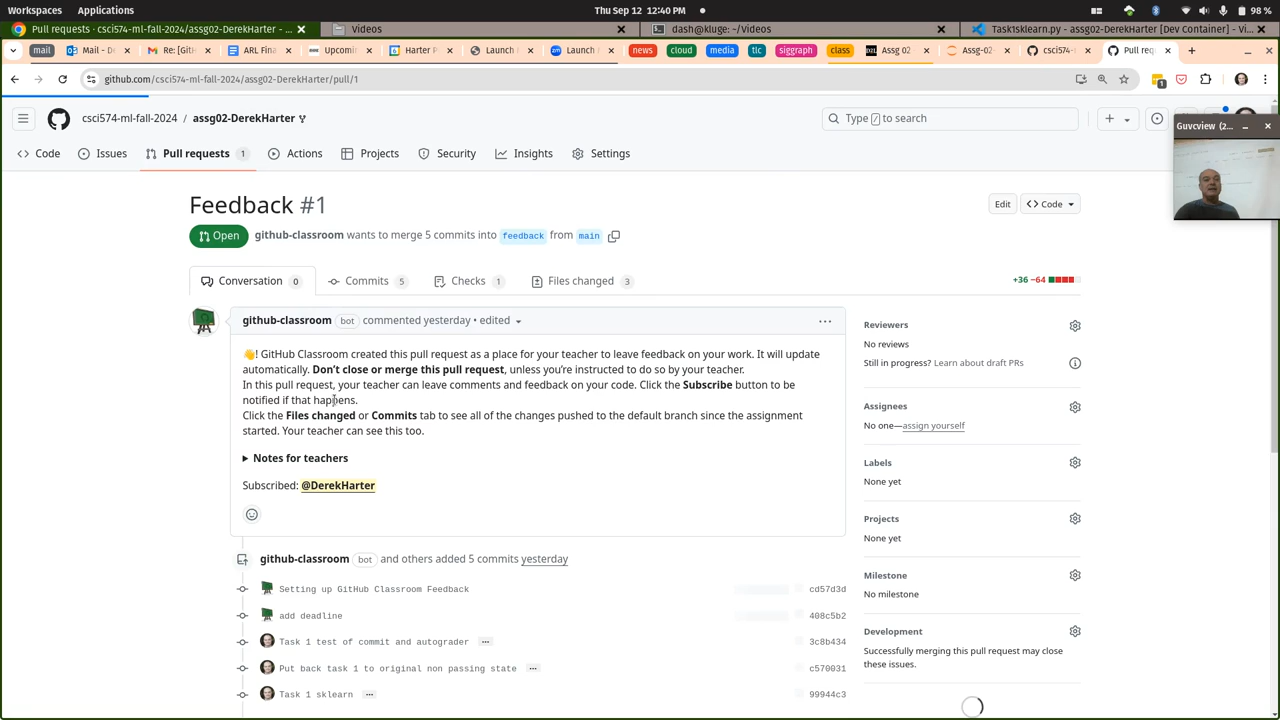 Workspaces Applications Thu Sep 12 12:40 PM 98 %
Pull requests · csci574-ml-fall-2024/assg02-DerekHarter - ... Videos dash@kluge: ~/videos Task1sklearn.py - assg02-DerekHarter [Dev Container] - Vi...
mail Mail - D Re: [GitH ARL Finan Upcomin Harter P Launch M Launch news cloud media tlc signup class Assg 02 Assg-02 csci574- Pull req
github.com/csci574-ml-fall-2024/assg02-DerekHarter/pull/1
csci574-ml-fall-2024 / assg02-DerekHarter Type / to search
Guvcview (2...
Code Issues Pull requests 1 Actions Projects Security Insights Settings
Feedback #1
Edit Code
Open github-classroom wants to merge 5 commits into feedback from main
Conversation 0 Commits 5 Checks 1 Files changed 3 +36 −64
github-classroom bot commented yesterday • edited
👋! GitHub Classroom created this pull request as a place for your teacher to leave feedback on your work. It will update
automatically. Don’t close or merge this pull request, unless you’re instructed to do so by your teacher.
In this pull request, your teacher can leave comments and feedback on your code. Click the Subscribe button to be
notified if that happens.
Click the Files changed or Commits tab to see all of the changes pushed to the default branch since the assignment
started. Your teacher can see this too.
Notes for teachers
Subscribed: @DerekHarter
github-classroom bot and others added 5 commits yesterday
Setting up GitHub Classroom Feedback cd57d3d
add deadline 408c5b2
Task 1 test of commit and autograder ... 3c8b434
Put back task 1 to original non passing state ... c570031
Task 1 sklearn ... 99944c3
Reviewers
No reviews
Still in progress? Learn about draft PRs
Assignees
No one—assign yourself
Labels
None yet
Projects
None yet
Milestone
No milestone
Development
Successfully merging this pull request may close
these issues.